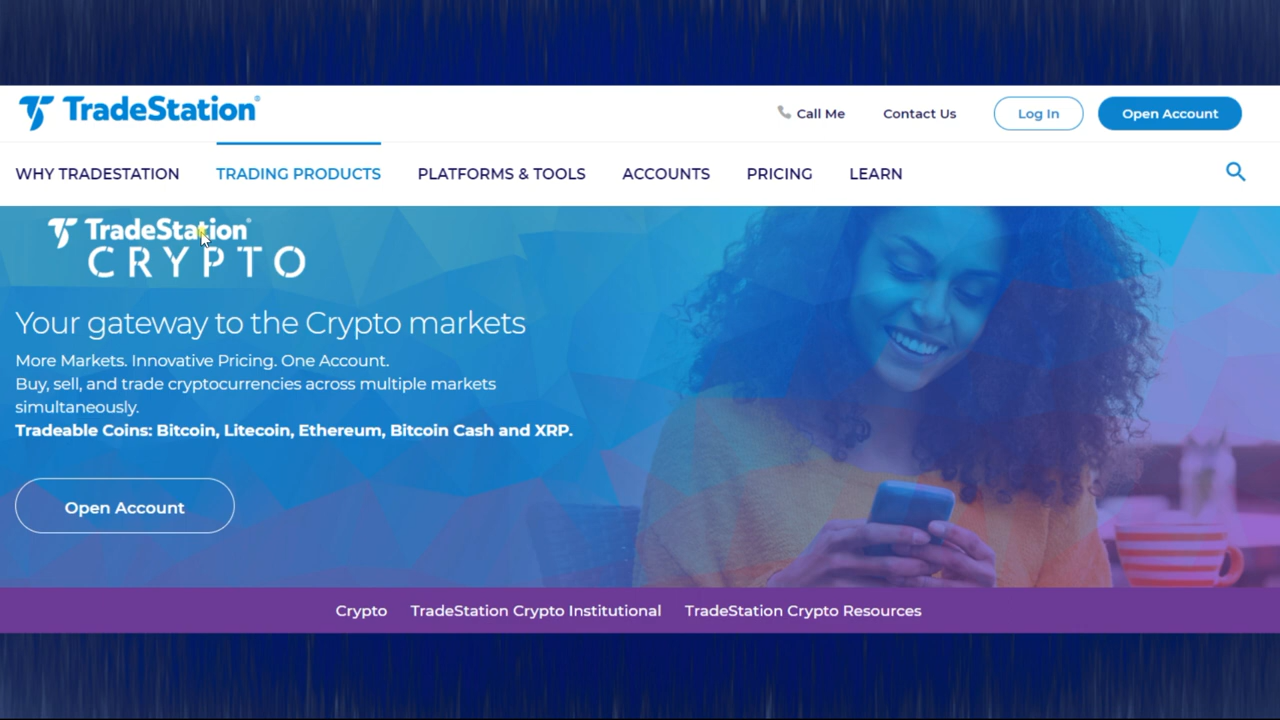 TradeStation®
Call Me
Contact Us
Log In
Open Account
WHY TRADESTATION
TRADING PRODUCTS
PLATFORMS & TOOLS
ACCOUNTS
PRICING
LEARN
TradeStation®
CRYPTO
Your gateway to the Crypto markets
More Markets. Innovative Pricing. One Account.
Buy, sell, and trade cryptocurrencies across multiple markets
simultaneously.
Tradeable Coins: Bitcoin, Litecoin, Ethereum, Bitcoin Cash and XRP.
Open Account
Crypto
TradeStation Crypto Institutional
TradeStation Crypto Resources